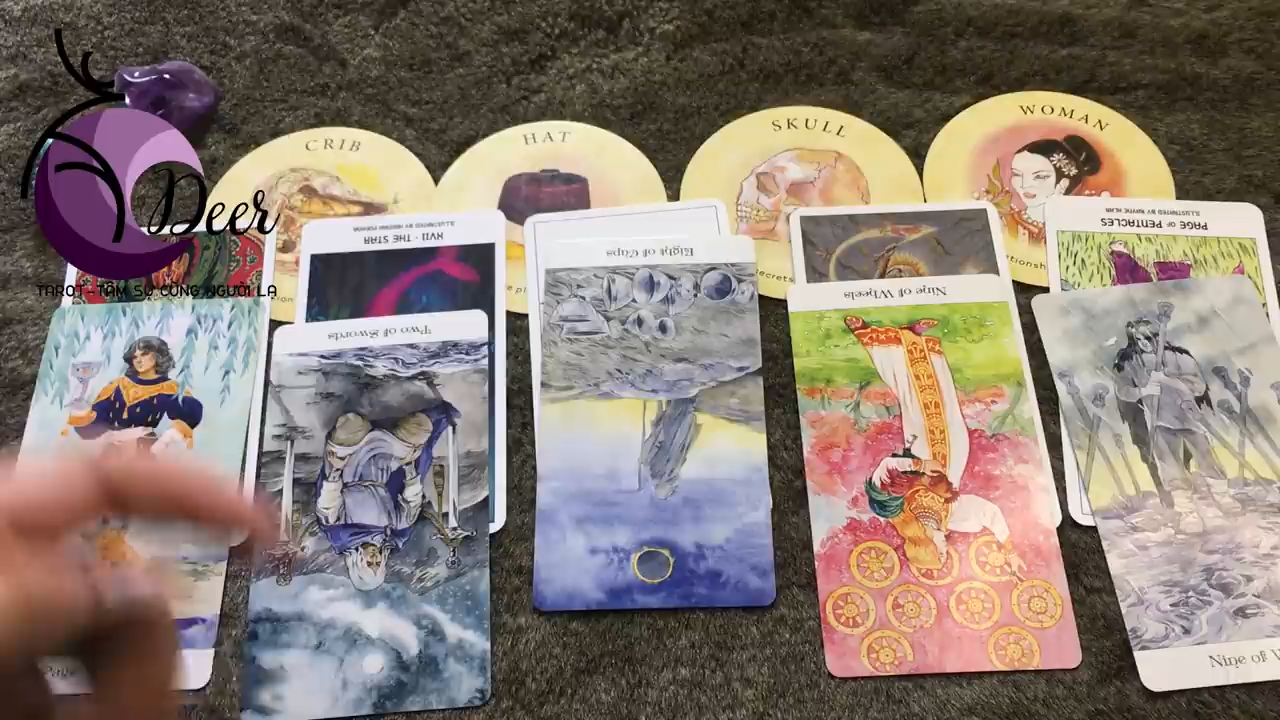 Deer
TAROT - TÂM SỰ CÙNG NGƯỜI LẠ
CRIB
HAT
SKULL
WOMAN
XVII · THE STAR
PAGE OF PENTACLES
Eight of Cups
Two of Swords
Nine of Wheels
Nine of W